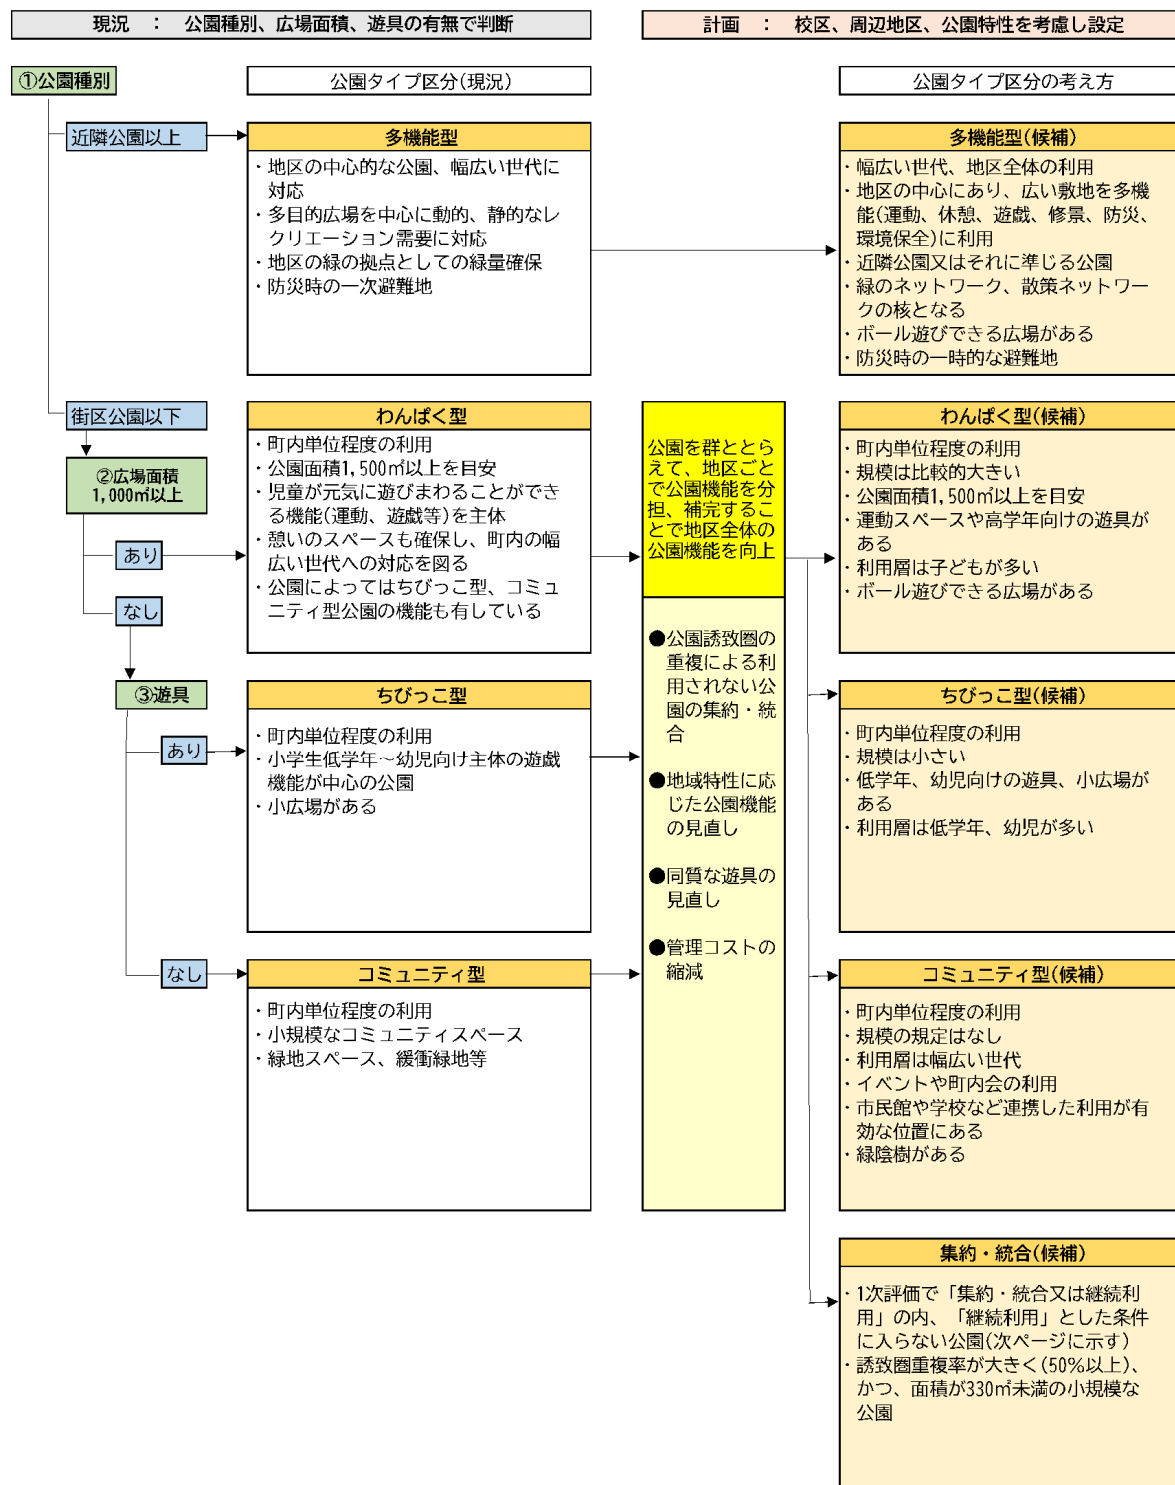 現況　：　公園種別、広場面積、遊具の有無で判断
計画　：　校区、周辺地区、公園特性を考慮し設定
①公園種別
公園タイプ区分(現況)
公園タイプ区分の考え方
近隣公園以上
多機能型
・地区の中心的な公園、幅広い世代に
対応
・多目的広場を中心に動的、静的なレ
クリエーション需要に対応
・地区の緑の拠点としての緑量確保
・防災時の一次避難地
多機能型(候補)
・幅広い世代、地区全体の利用
・地区の中心にあり、広い敷地を多機
能(運動、休憩、遊戯、修景、防災、
環境保全)に利用
・近隣公園又はそれに準じる公園
・緑のネットワーク、散策ネットワー
クの核となる
・ボール遊びできる広場がある
・防災時の一時的な避難地
街区公園以下
②広場面積
1,000㎡以上
あり
なし
わんぱく型
・町内単位程度の利用
・公園面積1,500㎡以上を目安
・児童が元気に遊びまわることができ
る機能(運動、遊戯等)を主体
・憩いのスペースも確保し、町内の幅
広い世代への対応を図る
・公園によってはちびっこ型、コミュ
ニティ型公園の機能も有している
公園を群ととら
えて、地区ごと
で公園機能を分
担、補完するこ
とで地区全体の
公園機能を向上
●公園誘致圏の
重複による利
用されない公
園の集約・統
合
●地域特性に応
じた公園機能
の見直し
●同質な遊具の
見直し
●管理コストの
縮減
わんぱく型(候補)
・町内単位程度の利用
・規模は比較的大きい
・公園面積1,500㎡以上を目安
・運動スペースや高学年向けの遊具が
ある
・利用層は子どもが多い
・ボール遊びできる広場がある
③遊具
あり
ちびっこ型
・町内単位程度の利用
・小学生低学年～幼児向け主体の遊戯
機能が中心の公園
・小広場がある
ちびっこ型(候補)
・町内単位程度の利用
・規模は小さい
・低学年、幼児向けの遊具、小広場が
ある
・利用層は低学年、幼児が多い
なし
コミュニティ型
・町内単位程度の利用
・小規模なコミュニティスペース
・緑地スペース、緩衝緑地等
コミュニティ型(候補)
・町内単位程度の利用
・規模の規定はなし
・利用層は幅広い世代
・イベントや町内会の利用
・市民館や学校など連携した利用が有
効な位置にある
・緑陰樹がある
集約・統合(候補)
・1次評価で「集約・統合又は継続利
用」の内、「継続利用」とした条件
に入らない公園(次ページに示す)
・誘致圏重複率が大きく(50%以上)、
かつ、面積が330㎡未満の小規模な
公園